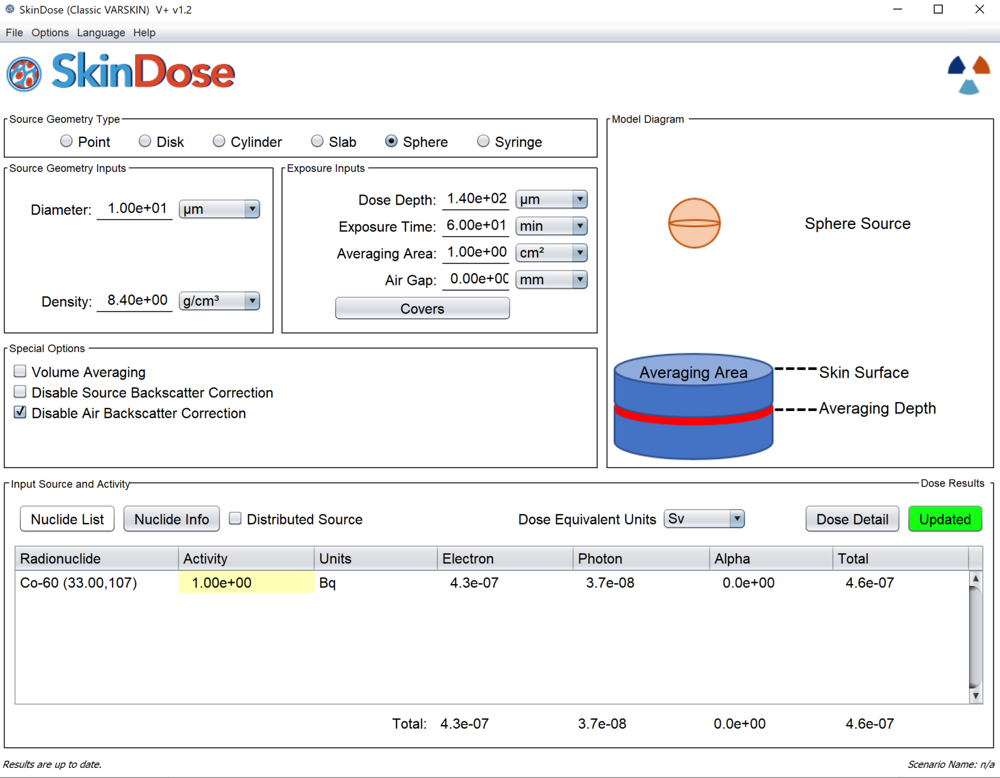 SkinDose (Classic VARSKIN) V+ v1.2
File Options Language Help
SkinDose
Source Geometry Type
Point Disk Cylinder Slab Sphere Syringe
Source Geometry Inputs
Diameter: 1.00e+01 µm
Density: 8.40e+00 g/cm³
Exposure Inputs
Dose Depth: 1.40e+02 µm
Exposure Time: 6.00e+01 min
Averaging Area: 1.00e+00 cm²
Air Gap: 0.00e+00 mm
Covers
Special Options
Volume Averaging
Disable Source Backscatter Correction
Disable Air Backscatter Correction
Model Diagram
Sphere Source
Averaging Area
Skin Surface
Averaging Depth
Input Source and Activity
Dose Results
Nuclide List Nuclide Info Distributed Source Dose Equivalent Units Sv Dose Detail Updated
Radionuclide Activity Units Electron Photon Alpha Total
Co-60 (33.00,107) 1.00e+00 Bq 4.3e-07 3.7e-08 0.0e+00 4.6e-07
Total: 4.3e-07 3.7e-08 0.0e+00 4.6e-07
Results are up to date.
Scenario Name: n/a